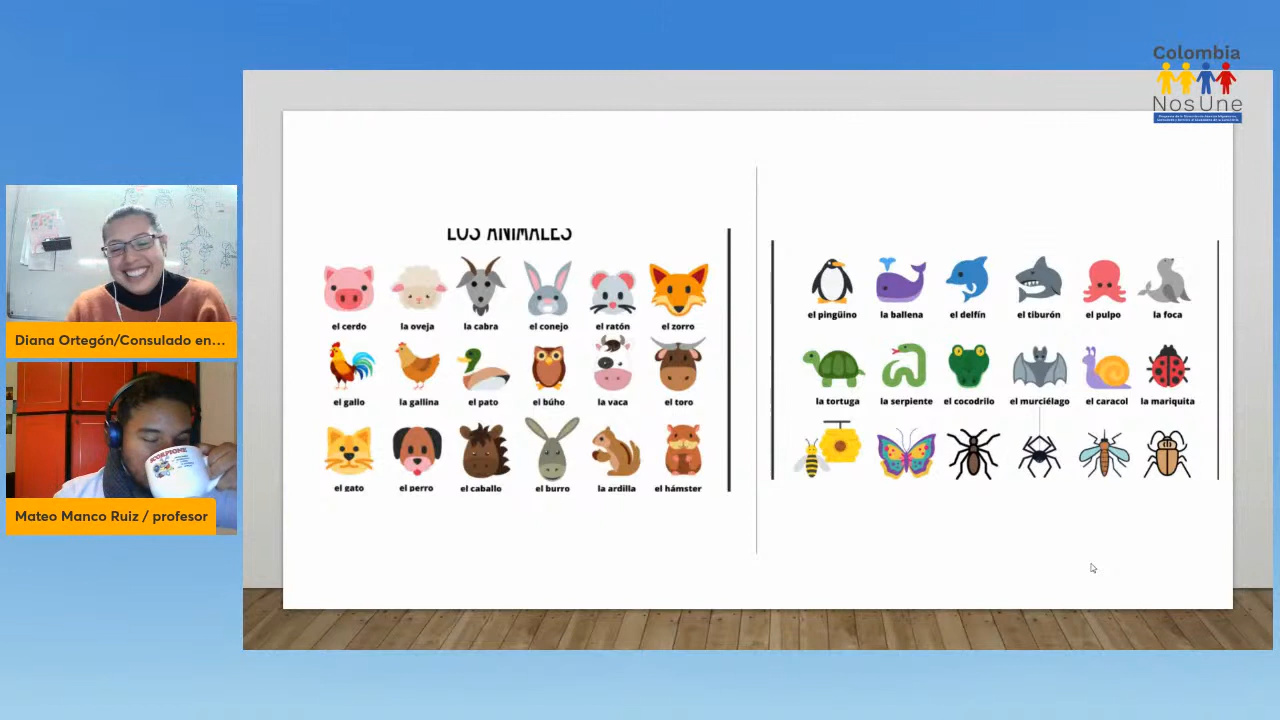 Colombia
NosUne
Diana Ortegón/Consulado en...
Mateo Manco Ruiz / profesor
SCORPIONE
LOS ANIMALES
el cerdo la oveja la cabra el conejo el ratón el zorro
el gallo la gallina el pato el búho la vaca el toro
el gato el perro el caballo el burro la ardilla el hámster
el pingüino la ballena el delfín el tiburón el pulpo la foca
la tortuga la serpiente el cocodrilo el murciélago el caracol la mariquita